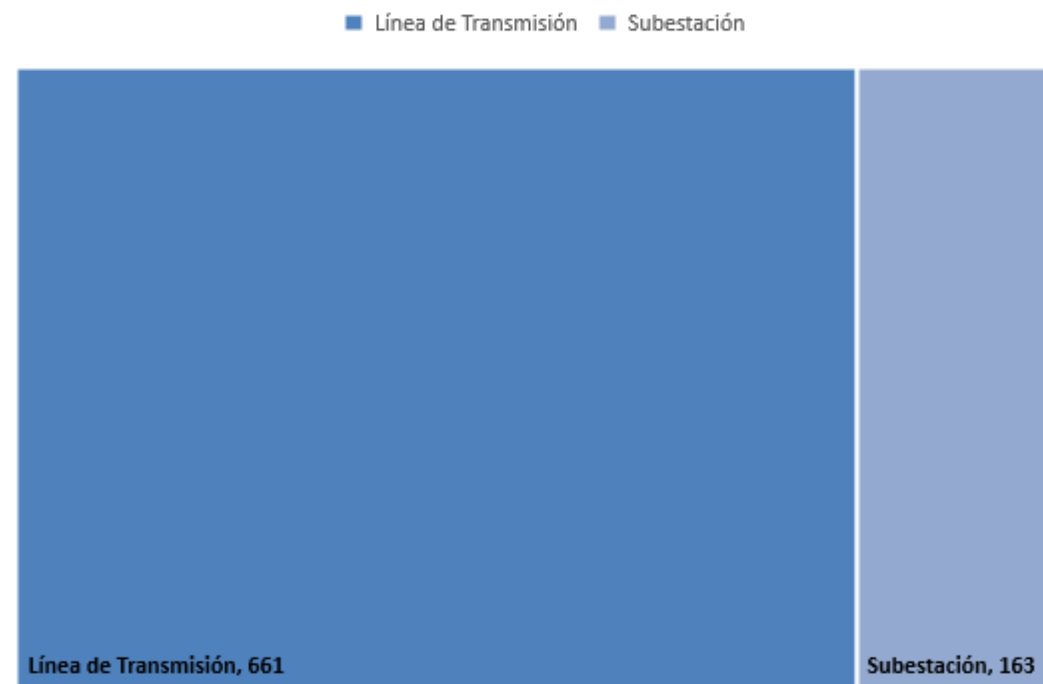 Línea de Transmisión Subestación
Línea de Transmisión, 661
Subestación, 163